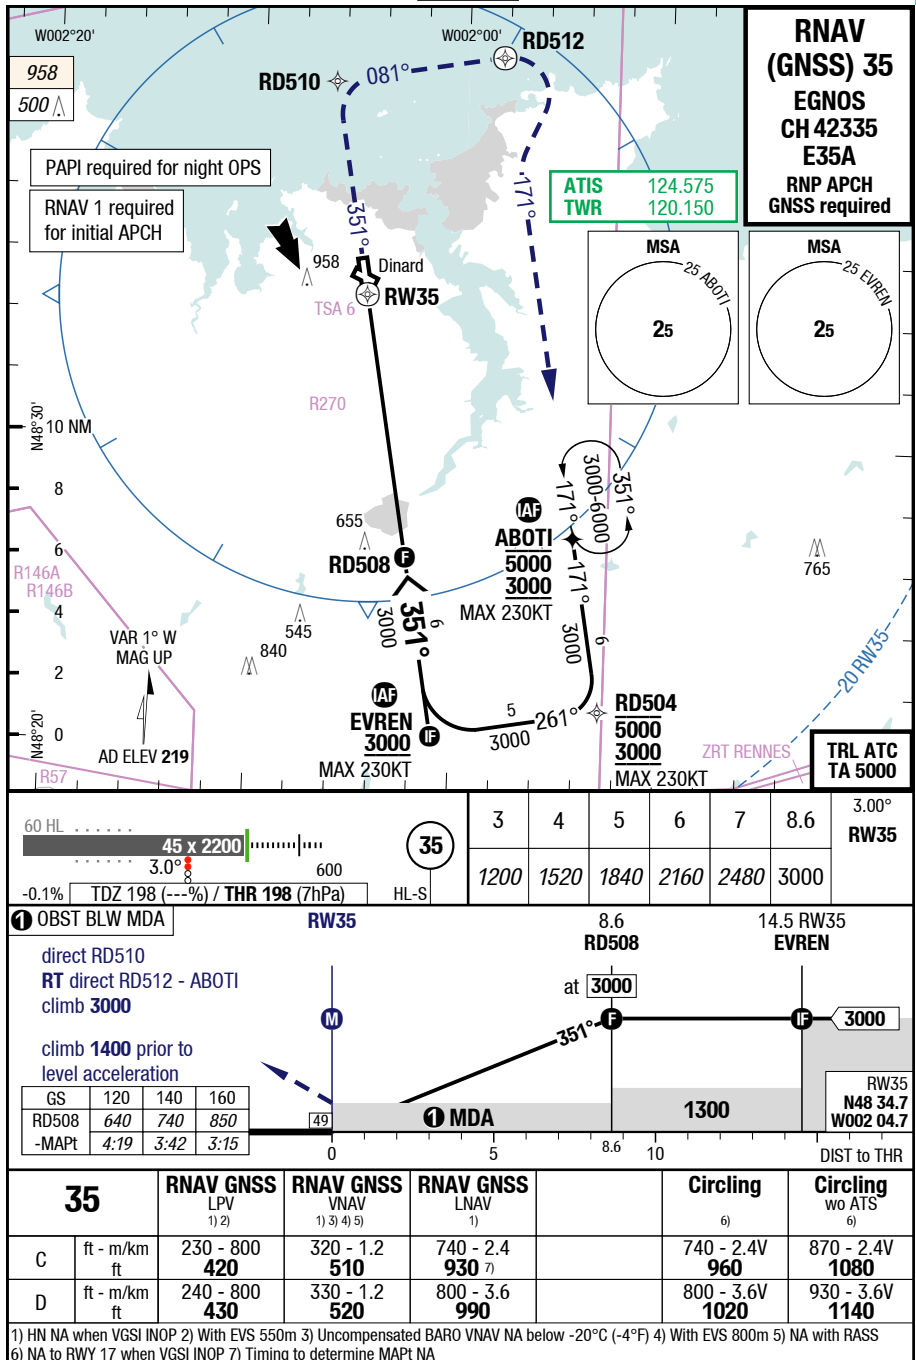 RNAV
(GNSS) 35
EGNOS
CH 42335
E35A
RNP APCH
GNSS required
W002°20'
W002°00'
958
500
RD510
081°
RD512
PAPI required for night OPS
RNAV 1 required
for initial APCH
ATIS 124.575
TWR 120.150
351°
171°
MSA
25 ABOTI
25
MSA
25 EVREN
25
958
Dinard
RW35
TSA 6
R270
N48°30'
10 NM
8
6
4
2
0
N48°20'
655
RD508
F
IAF
ABOTI
5000
3000
MAX 230KT
171°
3000-6000
351°
171°
6
3000
765
R146A
R146B
545
840
VAR 1° W
MAG UP
AD ELEV 219
R57
351°
6
3000
IAF
EVREN
3000
MAX 230KT
IF
5
261°
3000
RD504
5000
3000
MAX 230KT
20 RW35
ZRT RENNES
TRL ATC
TA 5000
60 HL
45 x 2200
3.0°
600
-0.1%
TDZ 198 (---%) / THR 198 (7hPa)
HL-S
35
3 4 5 6 7 8.6 3.00°
RW35
1200 1520 1840 2160 2480 3000
1 OBST BLW MDA
RW35
8.6
RD508
14.5 RW35
EVREN
direct RD510
RT direct RD512 - ABOTI
climb 3000
climb 1400 prior to
level acceleration
at 3000
M
F
IF
3000
351°
GS 120 140 160
RD508 640 740 850
-MAPt 4:19 3:42 3:15
49
1 MDA
1300
RW35
N48 34.7
W002 04.7
0 5 8.6 10 DIST to THR
35
RNAV GNSS
LPV
1) 2)
RNAV GNSS
VNAV
1) 3) 4) 5)
RNAV GNSS
LNAV
1)
Circling
6)
Circling
wo ATS
6)
C ft - m/km 230 - 800 320 - 1.2 740 - 2.4 740 - 2.4V 870 - 2.4V
ft 420 510 930 7) 960 1080
D ft - m/km 240 - 800 330 - 1.2 800 - 3.6 800 - 3.6V 930 - 3.6V
ft 430 520 990 1020 1140
1) HN NA when VGSI INOP 2) With EVS 550m 3) Uncompensated BARO VNAV NA below -20°C (-4°F) 4) With EVS 800m 5) NA with RASS
6) NA to RWY 17 when VGSI INOP 7) Timing to determine MAPt NA